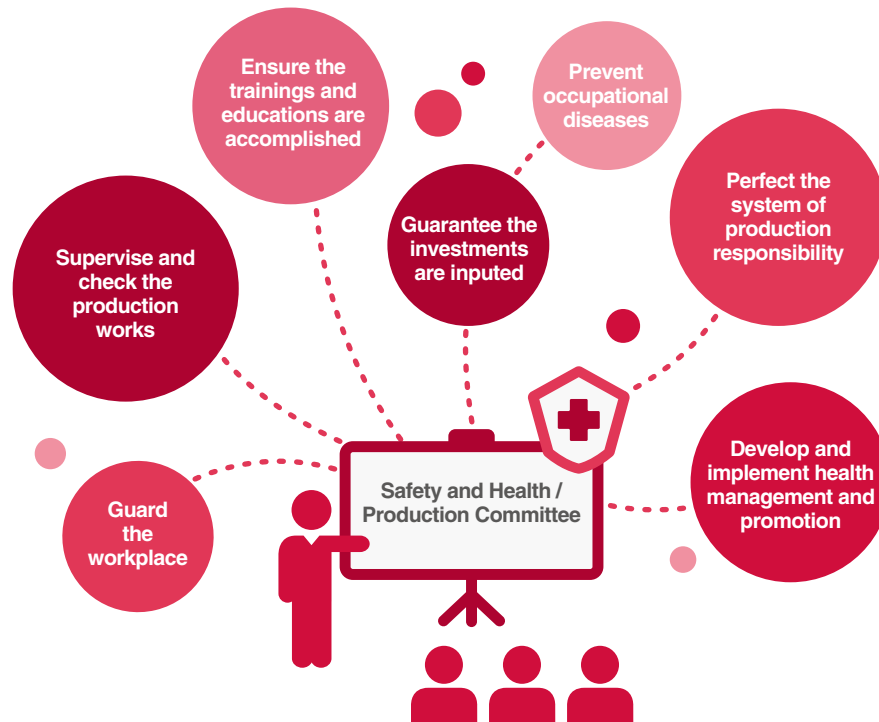 Ensure the
trainings and
educations are
accomplished
Prevent
occupational
diseases
Perfect the
system of
production
responsibility
Guarantee the
investments
are inputed
Supervise and
check the
production
works
Develop and
implement health
management and
promotion
Safety and Health /
Production Committee
Guard
the
workplace